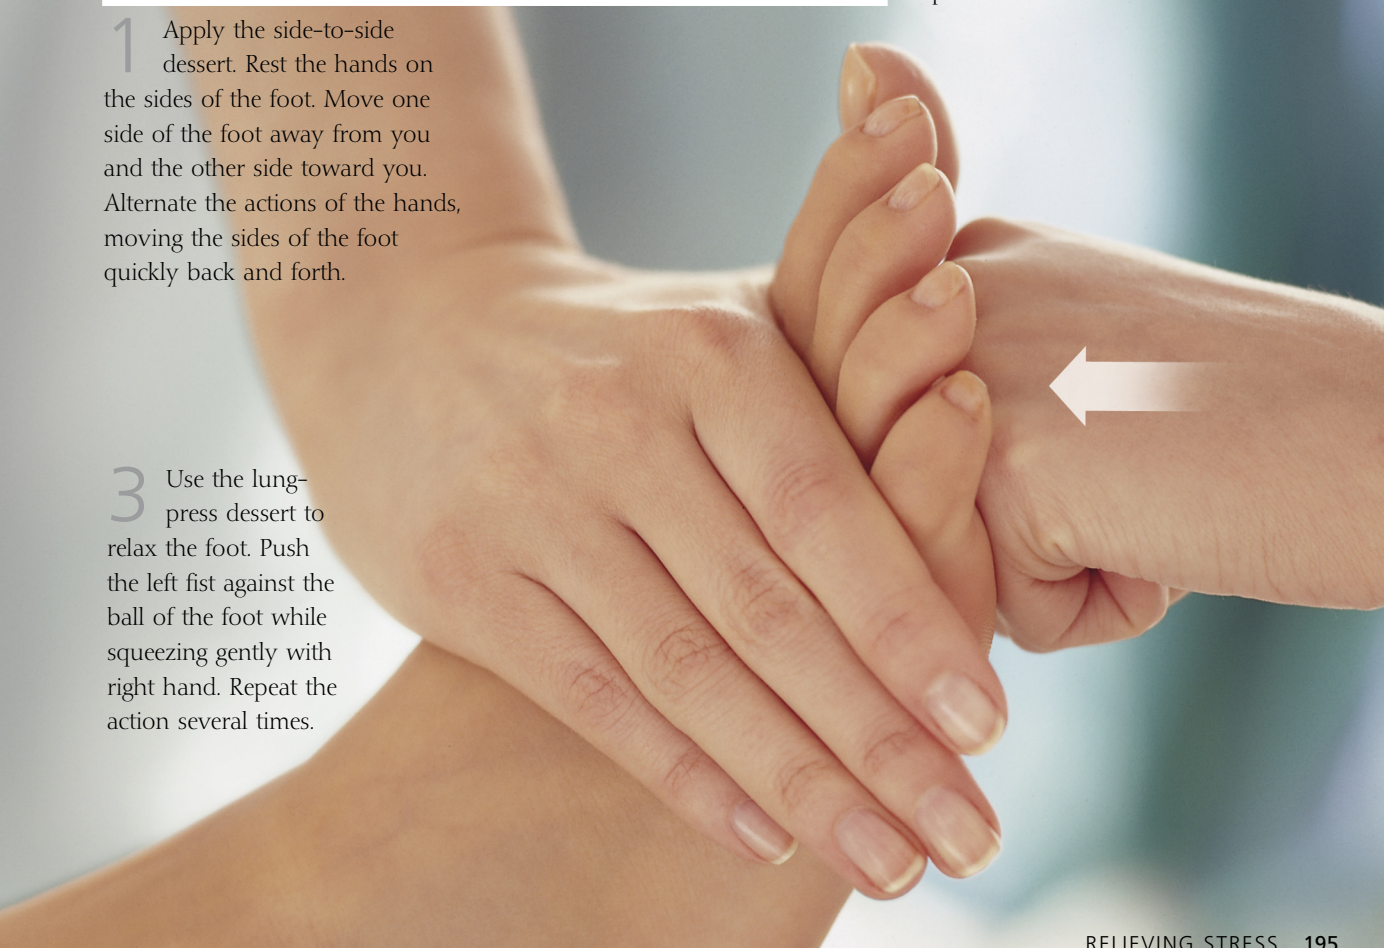 1 Apply the side-to-side
dessert. Rest the hands on
the sides of the foot. Move one
side of the foot away from you
and the other side toward you.
Alternate the actions of the hands,
moving the sides of the foot
quickly back and forth.
3 Use the lung-
press dessert to
relax the foot. Push
the left fist against the
ball of the foot while
squeezing gently with
right hand. Repeat the
action several times.
RELIEVING STRESS 195